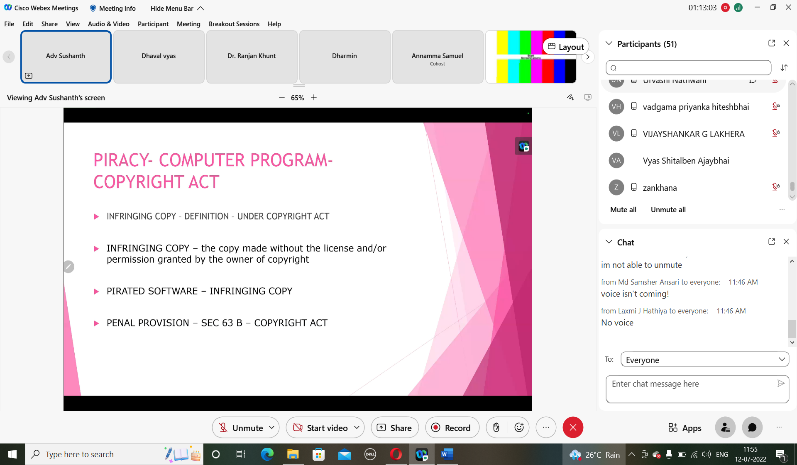 Cisco Webex Meetings
Meeting Info
Hide Menu Bar
01:13:03
File Edit Share View Audio & Video Participant Meeting Breakout Sessions Help
Adv Sushanth
Dhaval vyas
Dr. Ranjan Khunt
Dharmin
Annamma Samuel
(Cohost)
Layout
Viewing Adv Sushanth's screen
65%
PIRACY- COMPUTER PROGRAM-
COPYRIGHT ACT
INFRINGING COPY - DEFINITION - UNDER COPYRIGHT ACT
INFRINGING COPY – the copy made without the license and/or
permission granted by the owner of copyright
PIRATED SOFTWARE – INFRINGING COPY
PENAL PROVISION – SEC 63 B – COPYRIGHT ACT
Participants (51)
Urvashi Nathwani
VH vadgama priyanka hiteshbhai
VL VIJAYSHANKAR G LAKHERA
VA Vyas Shitalben Ajaybhai
Z zankhana
Mute all Unmute all
Chat
im not able to unmute
from Md Samsher Ansari to everyone: 11:46 AM
voice isn't coming!
from Laxmi J Hathiya to everyone: 11:46 AM
No voice
To: Everyone
Enter chat message here
Unmute
Start video
Share
Record
Apps
Type here to search
DELL
W
26°C Rain
ENG
11:55
12-07-2022
1